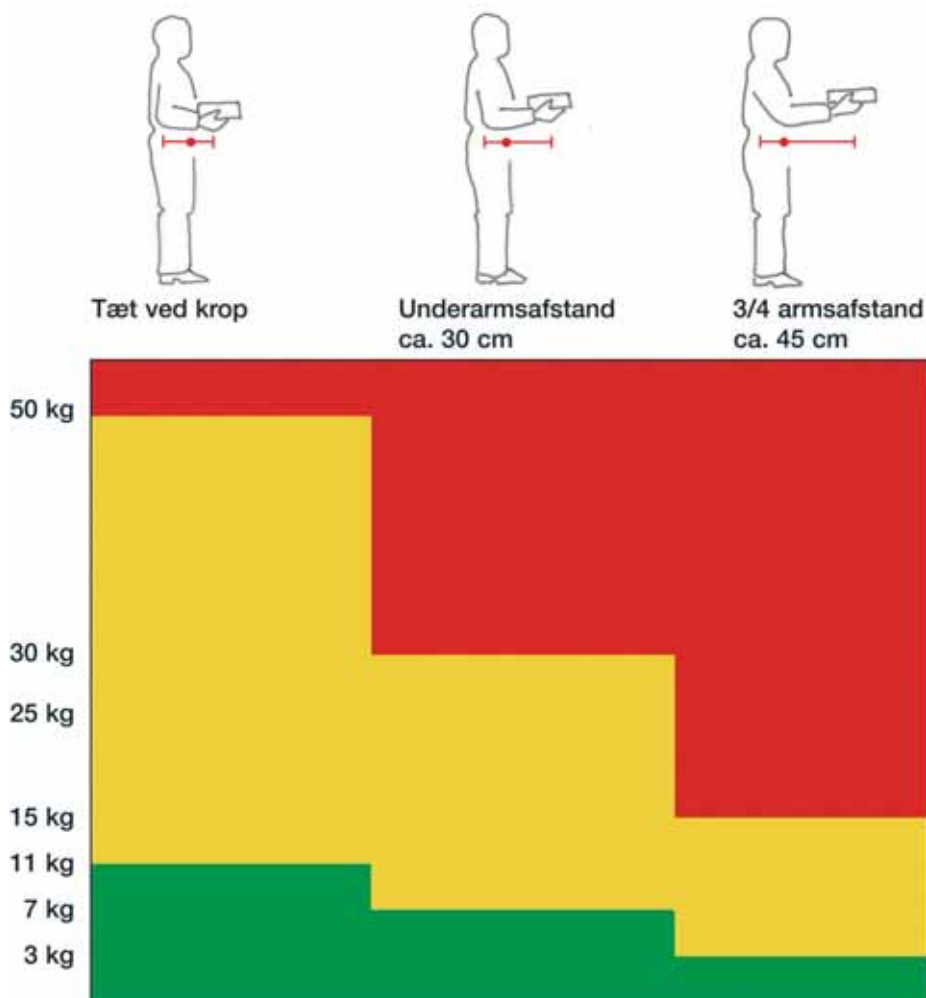 Tæt ved krop
Underarmsafstand
ca. 30 cm
3/4 armsafstand
ca. 45 cm
50 kg
30 kg
25 kg
15 kg
11 kg
7 kg
3 kg